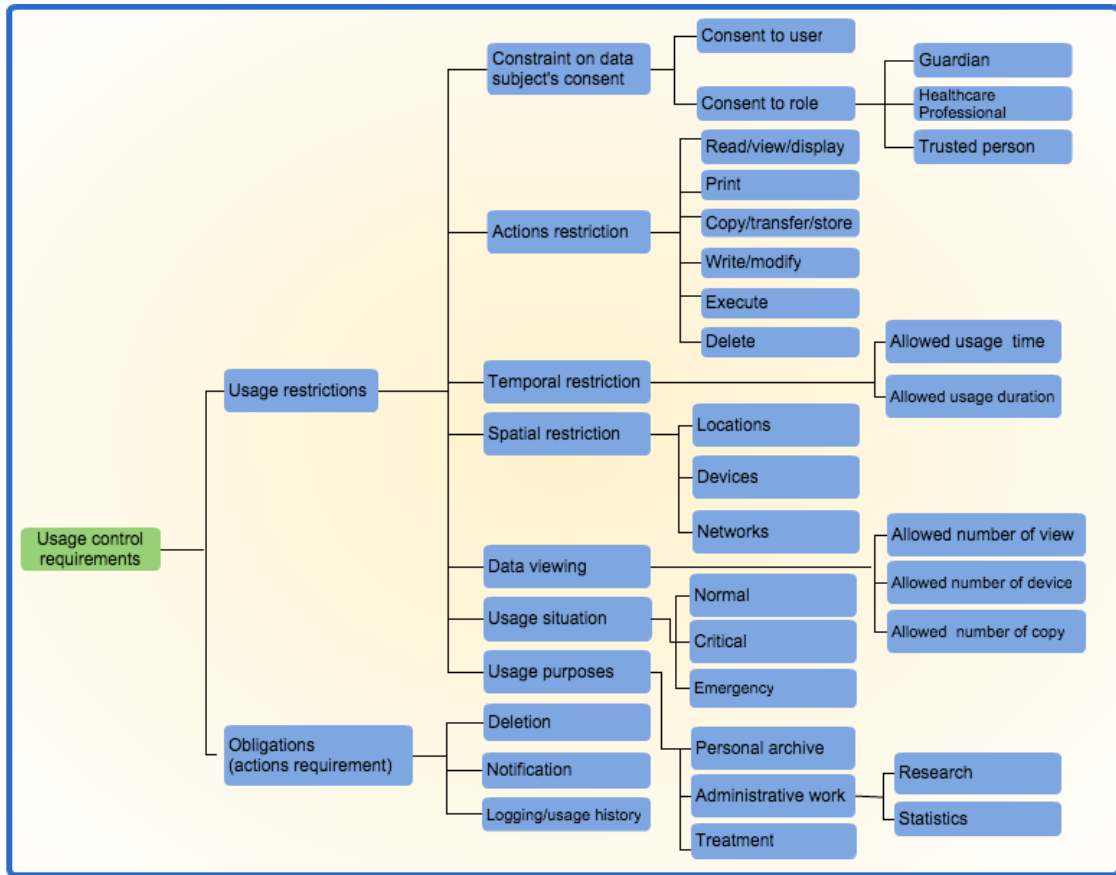 Usage control
requirements
Usage restrictions
Constraint on data
subject's consent
Consent to user
Consent to role
Guardian
Healthcare
Professional
Trusted person
Actions restriction
Read/view/display
Print
Copy/transfer/store
Write/modify
Execute
Delete
Temporal restriction
Allowed usage time
Allowed usage duration
Spatial restriction
Locations
Devices
Networks
Data viewing
Allowed number of view
Allowed number of device
Allowed number of copy
Usage situation
Normal
Critical
Emergency
Usage purposes
Personal archive
Administrative work
Research
Statistics
Treatment
Obligations
(actions requirement)
Deletion
Notification
Logging/usage history